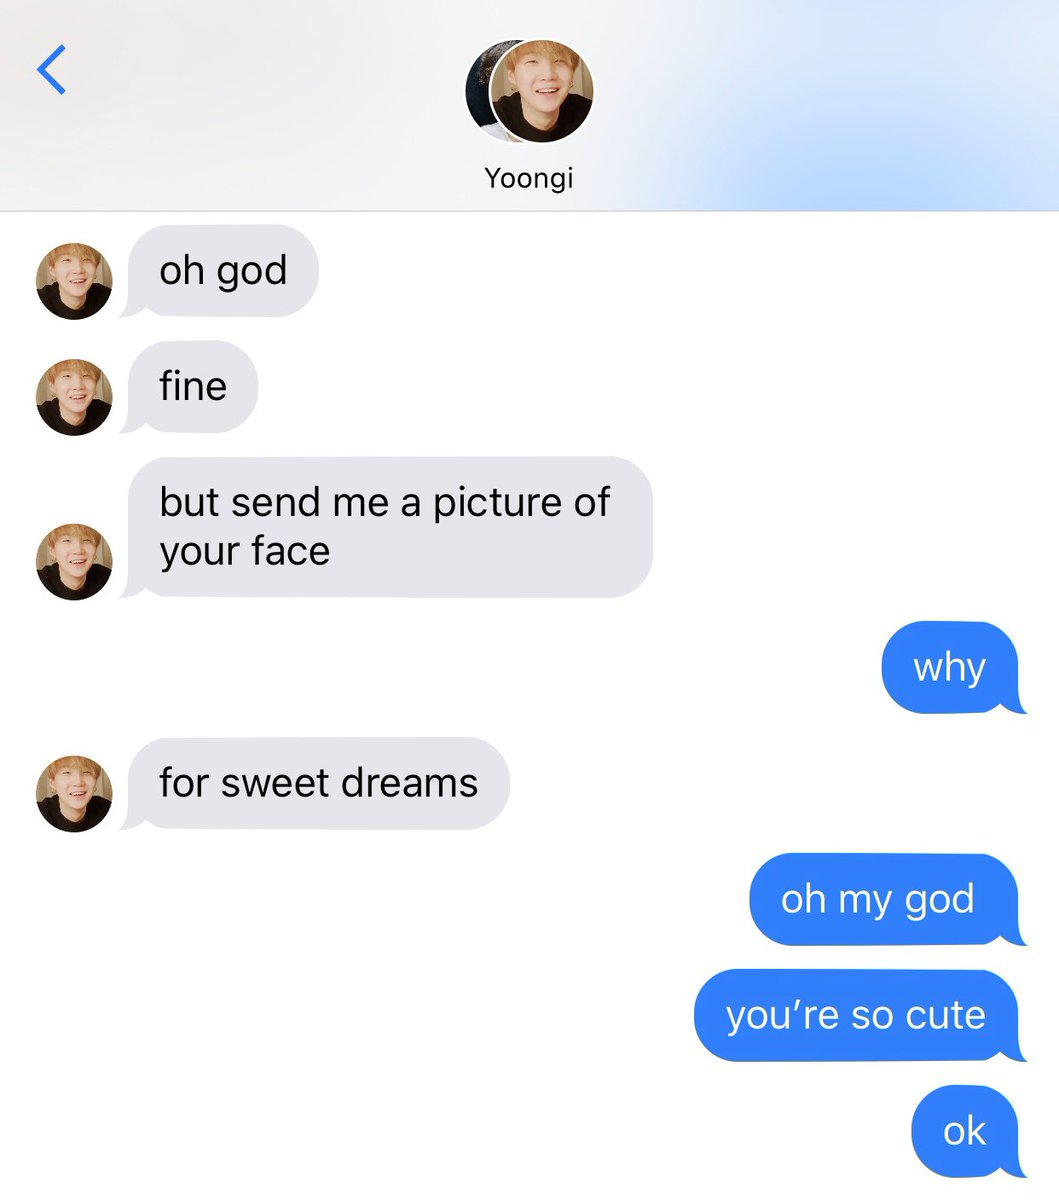 Yoongi
oh god
fine
but send me a picture of
your face
why
for sweet dreams
oh my god
you’re so cute
ok